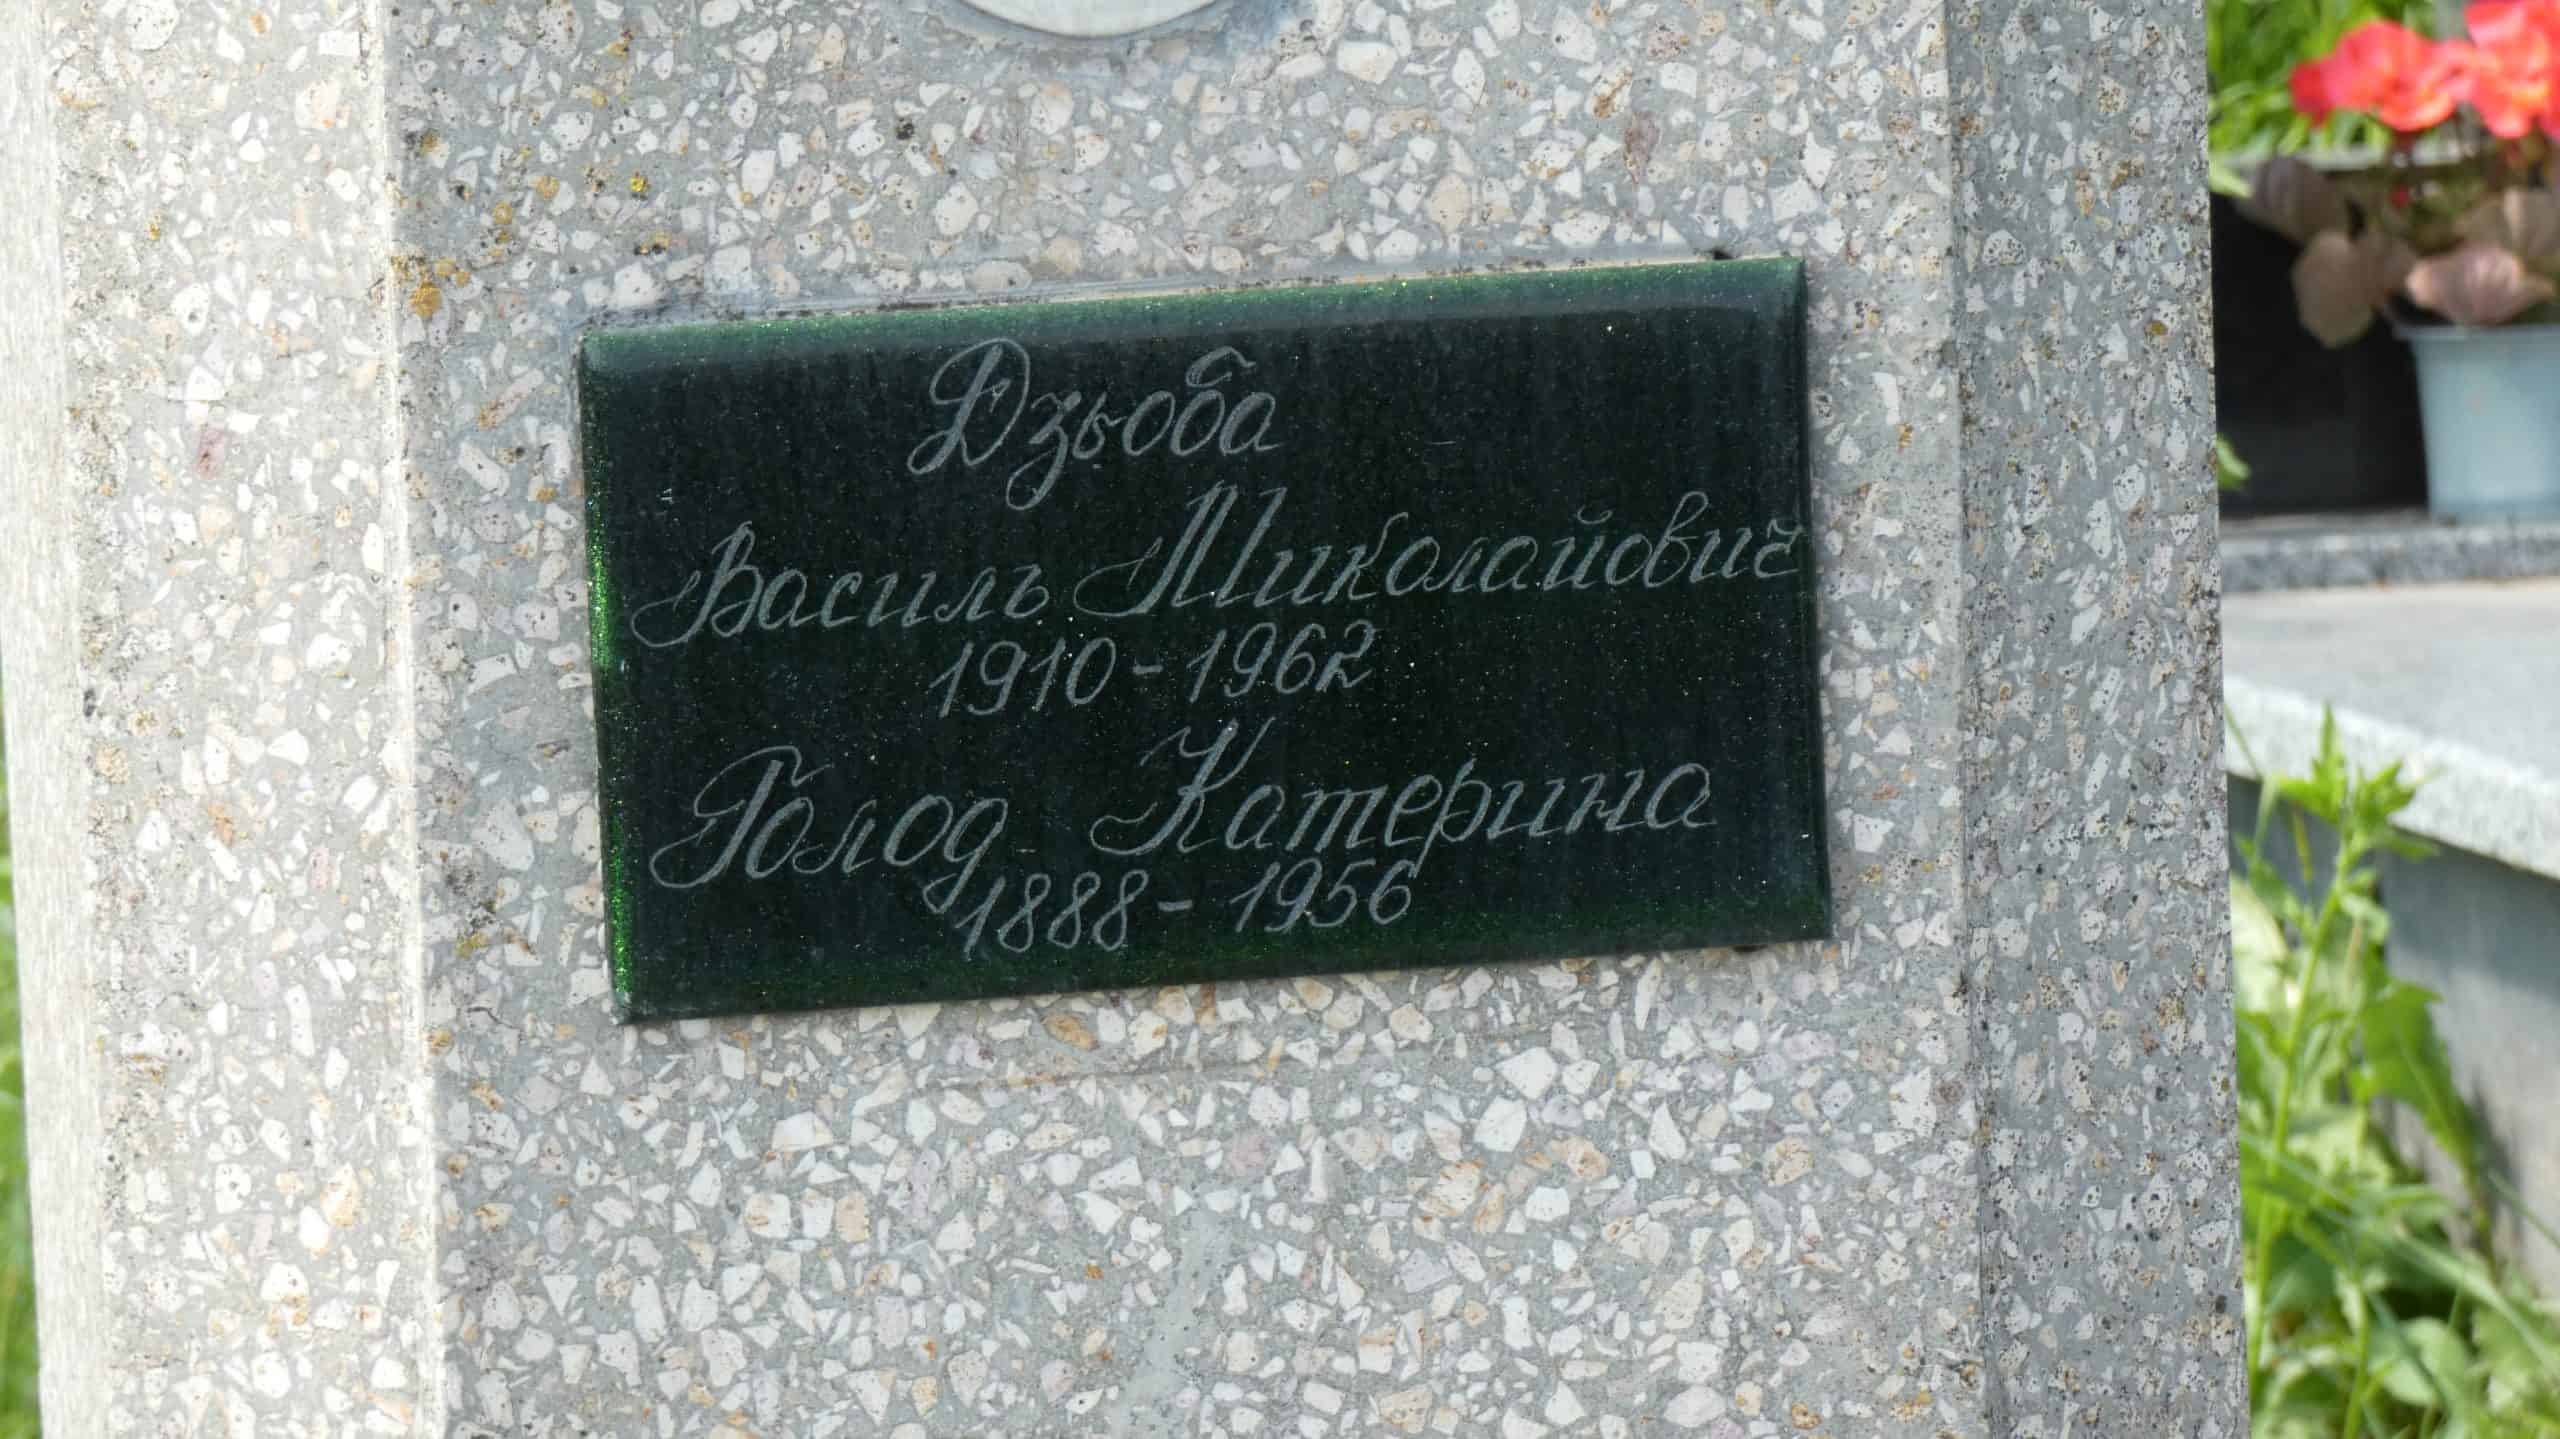 Дзьоба
Василь Миколайович
1910-1962
Голод Катерина
1888-1956